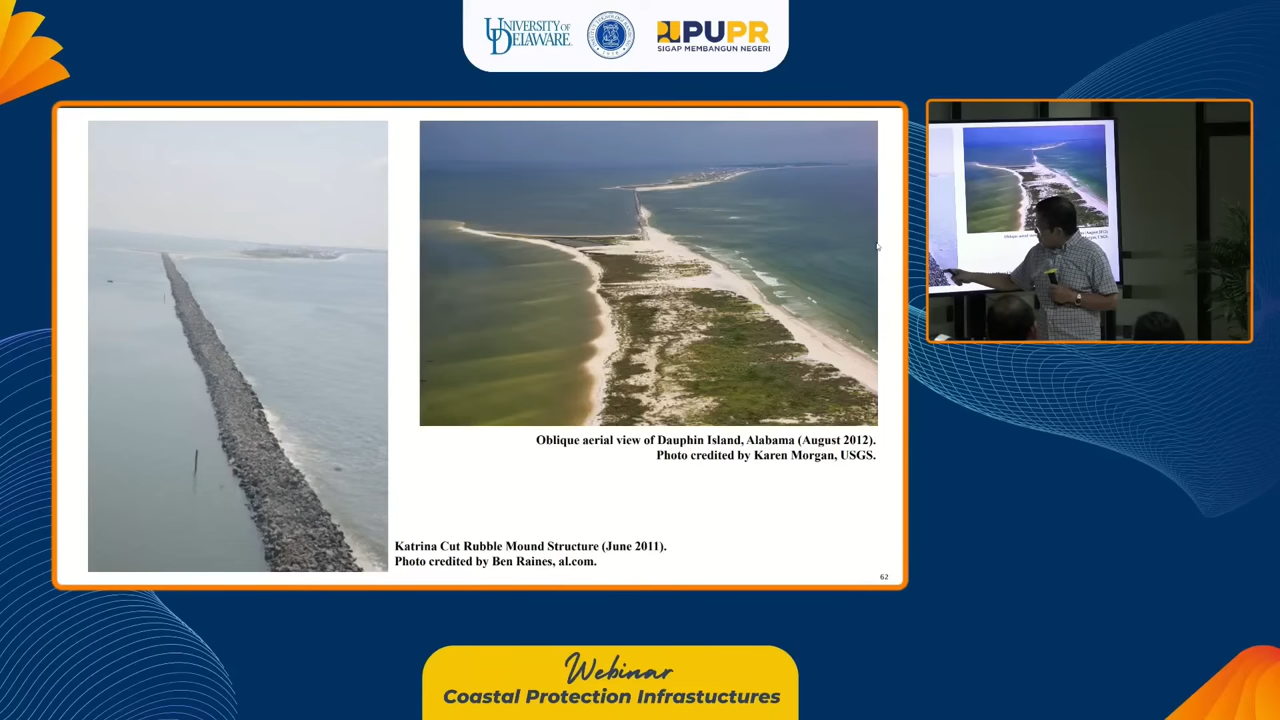 UNIVERSITY OF
DELAWARE
PUPR
SIGAP MEMBANGUN NEGERI
Oblique aerial view of Dauphin Island, Alabama (August 2012).
Photo credited by Karen Morgan, USGS.
Katrina Cut Rubble Mound Structure (June 2011).
Photo credited by Ben Raines, al.com.
62
Webinar
Coastal Protection Infrastuctures